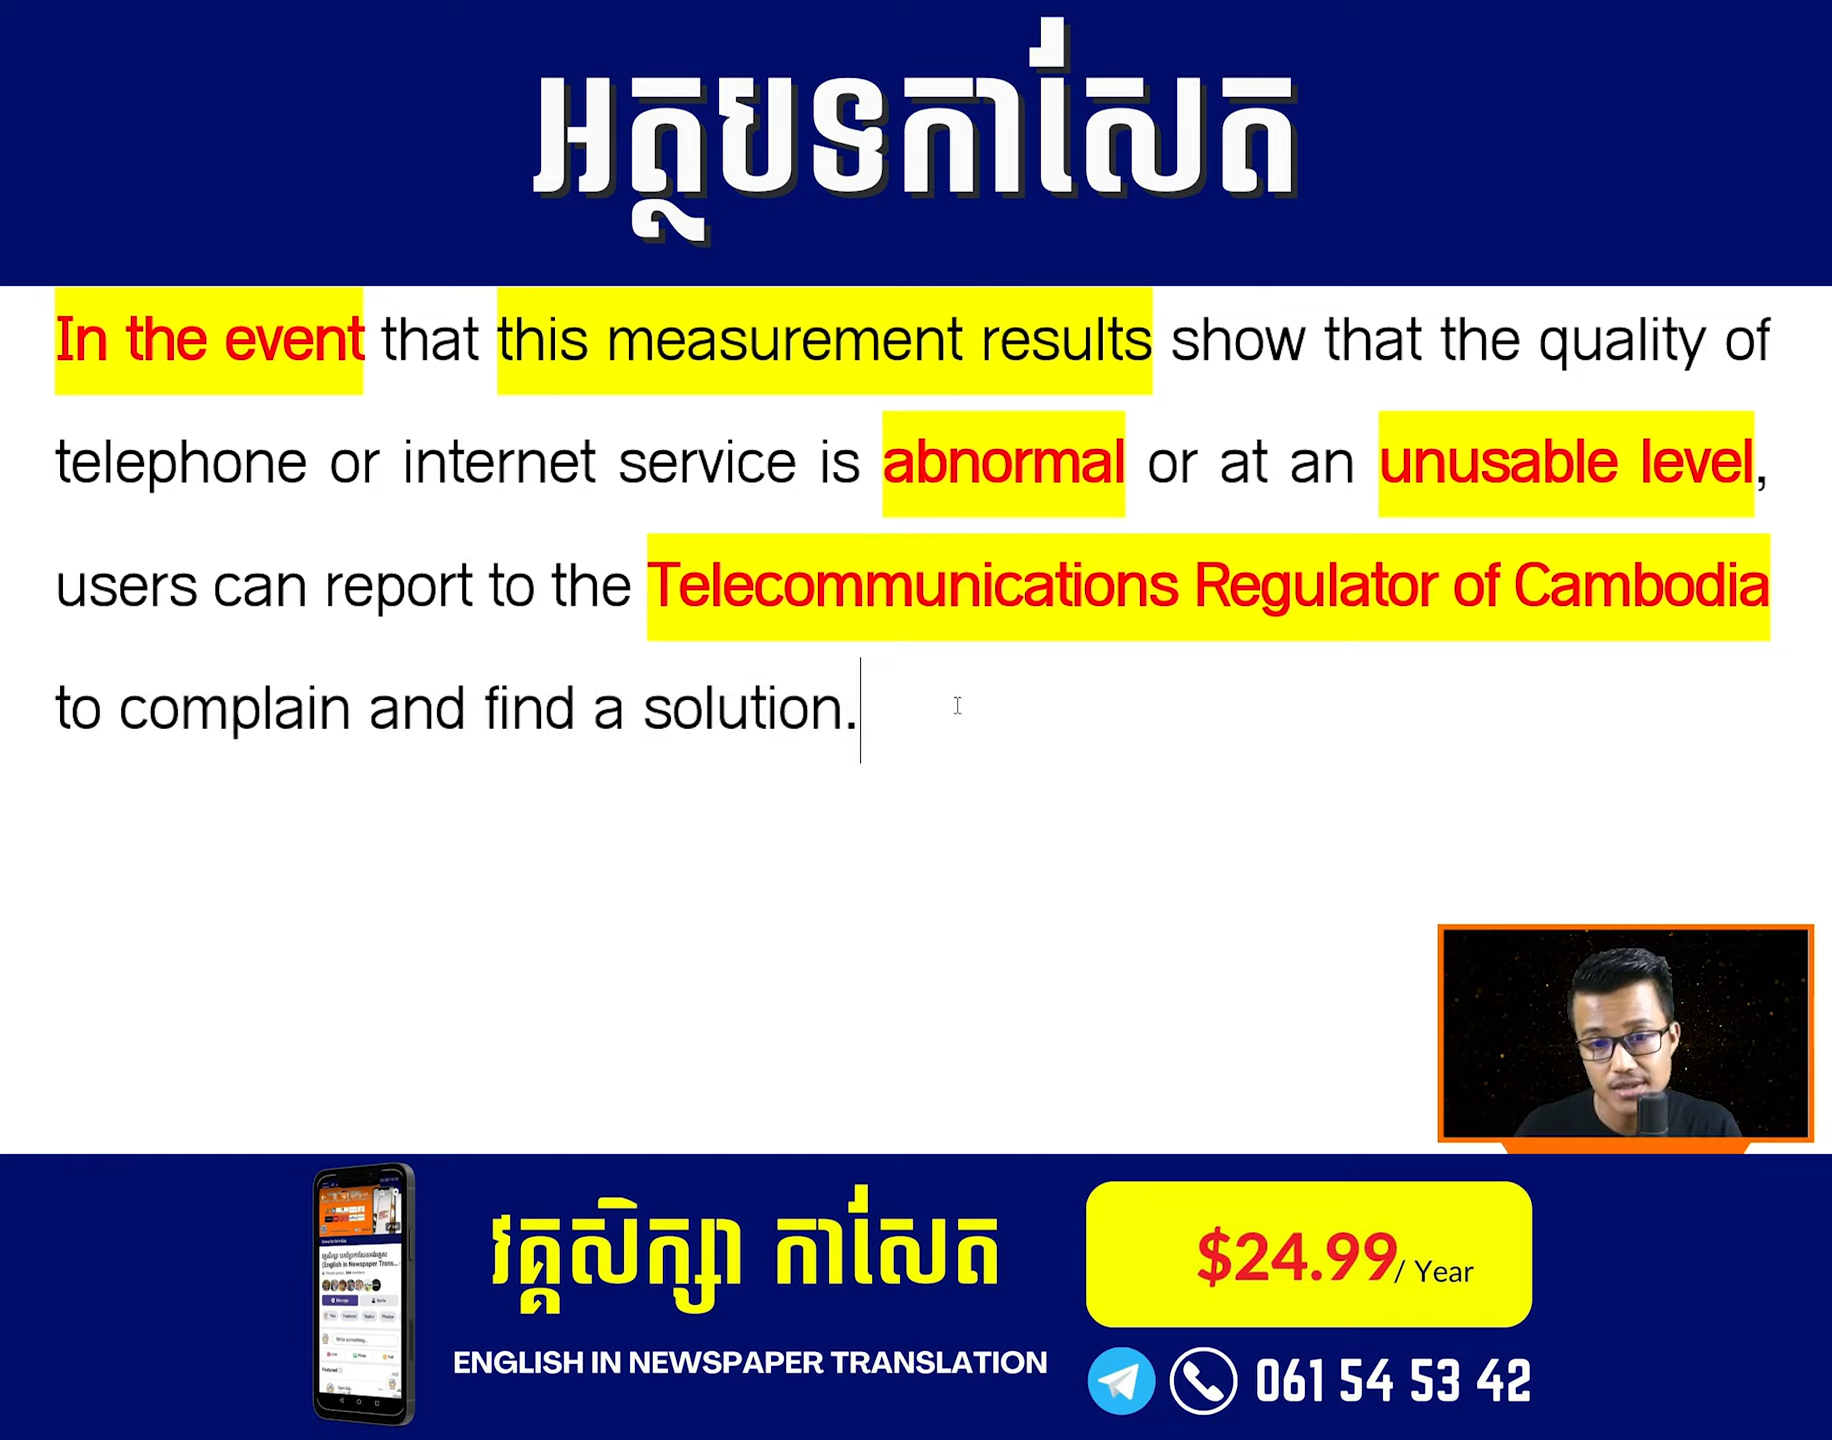 អត្ថបទកាសែត
In the event that this measurement results show that the quality of
telephone or internet service is abnormal or at an unusable level,
users can report to the Telecommunications Regulator of Cambodia
to complain and find a solution.
វគ្គសិក្សា កាសែត
ENGLISH IN NEWSPAPER TRANSLATION
$24.99/ Year
061 54 53 42